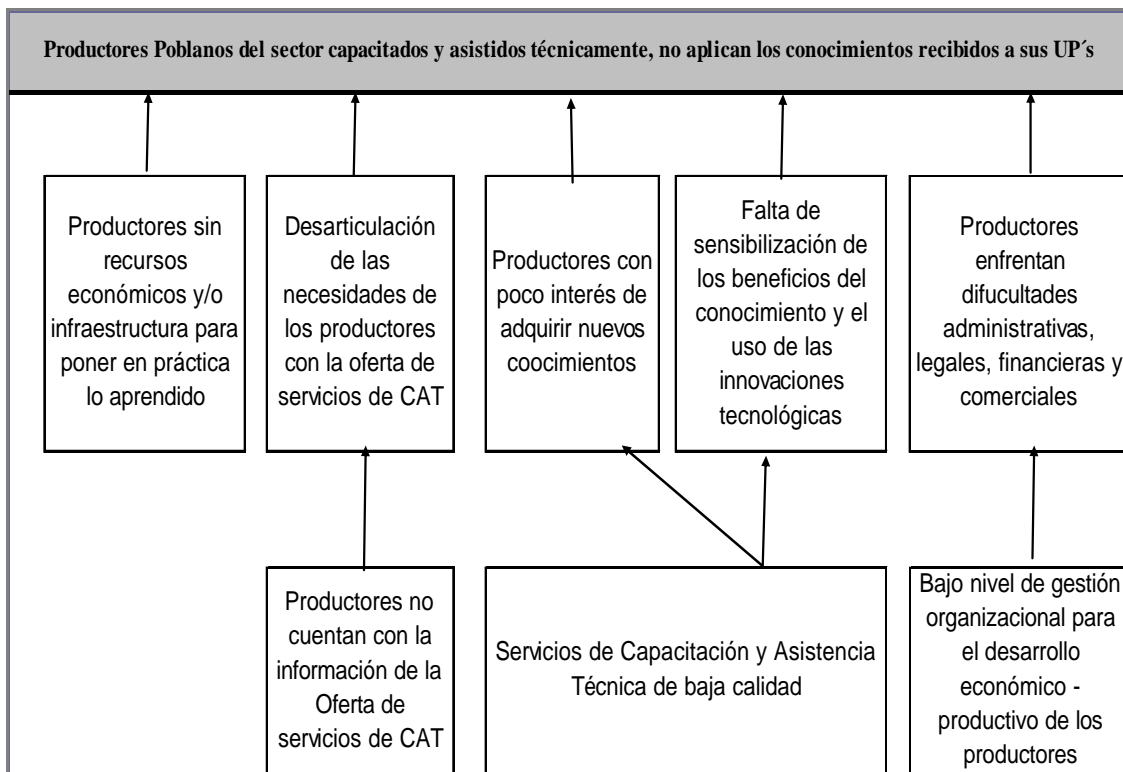 Productores Poblanos del sector capacitados y asistidos técnicamente, no aplican los conocimientos recibidos a sus UP´s
Productores sin
recursos
económicos y/o
infraestructura para
poner en práctica
lo aprendido
Desarticulación
de las
necesidades de
los productores
con la oferta de
servicios de CAT
Productores con
poco interés de
adquirir nuevos
coocimientos
Falta de
sensibilización de
los beneficios del
conocimiento y el
uso de las
innovaciones
tecnológicas
Productores
enfrentan
difucultades
administrativas,
legales, financieras y
comerciales
Productores no
cuentan con la
información de la
Oferta de
servicios de CAT
Servicios de Capacitación y Asistencia
Técnica de baja calidad
Bajo nivel de gestión
organizacional para
el desarrollo
económico -
productivo de los
productores